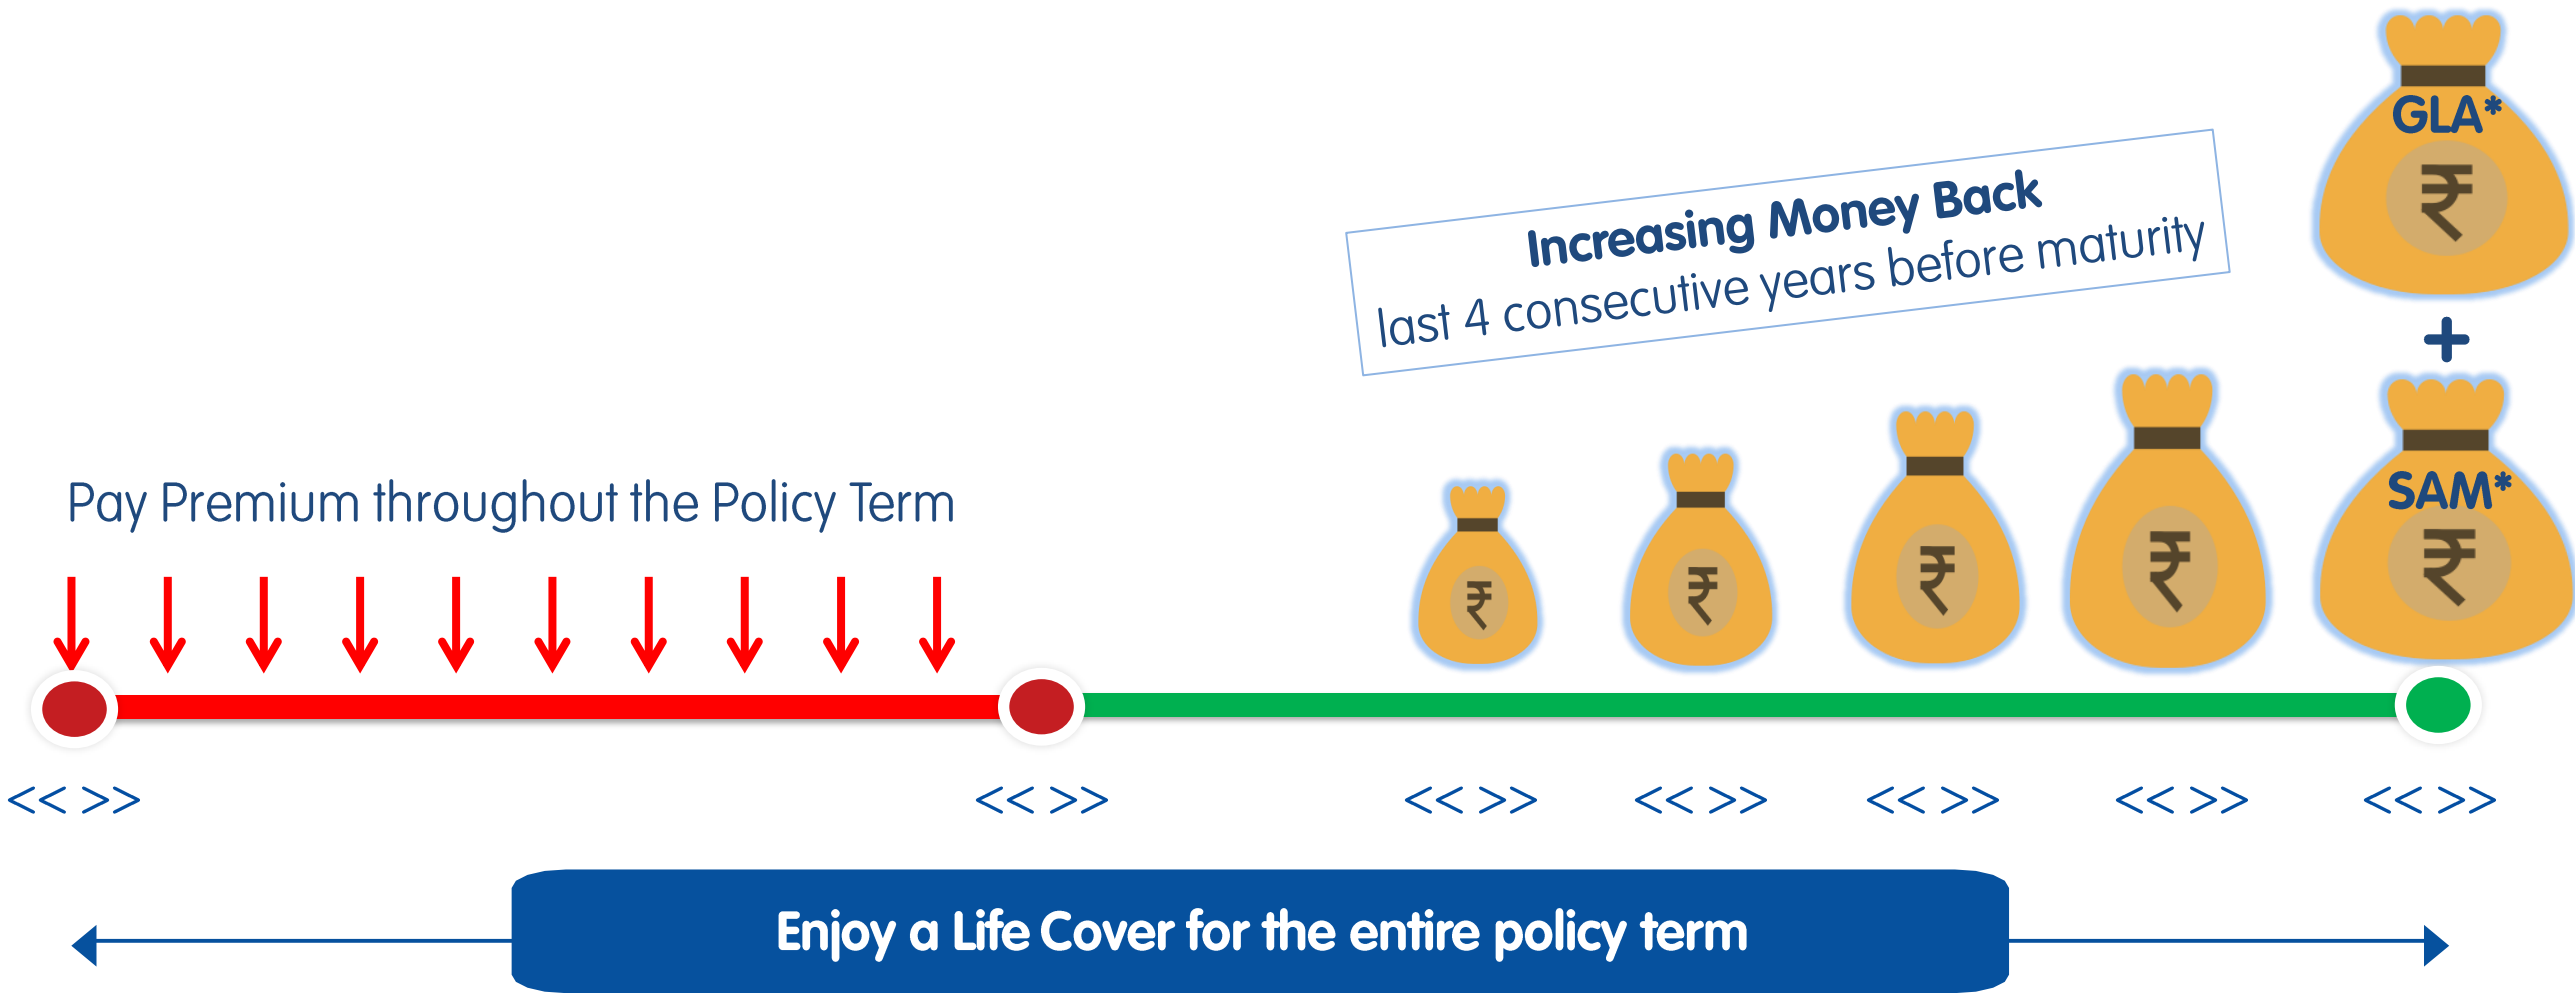 GLA*
₹
Increasing Money Back
last 4 consecutive years before maturity
+
SAM*
₹ ₹ ₹ ₹ ₹
Pay Premium throughout the Policy Term
<< >> << >> << >> << >> << >> << >> << >>
Enjoy a Life Cover for the entire policy term